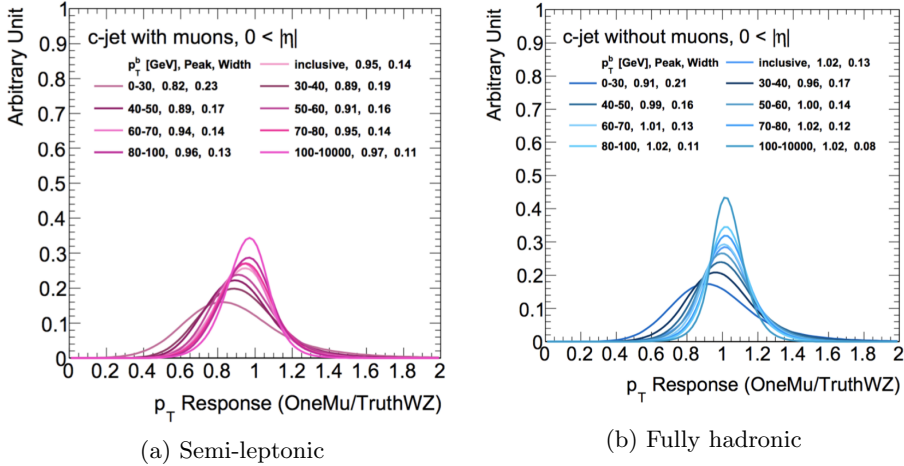 Arbitrary Unit
1
0.9
0.8
0.7
0.6
0.5
0.4
0.3
0.2
0.1
0
c-jet with muons, 0 < |η|
p_T^b [GeV], Peak, Width
inclusive, 0.95, 0.14
0-30, 0.82, 0.23
30-40, 0.89, 0.19
40-50, 0.89, 0.17
50-60, 0.91, 0.16
60-70, 0.94, 0.14
70-80, 0.95, 0.14
80-100, 0.96, 0.13
100-10000, 0.97, 0.11
0 0.2 0.4 0.6 0.8 1 1.2 1.4 1.6 1.8 2
p_T Response (OneMu/TruthWZ)
(a) Semi-leptonic
Arbitrary Unit
1
0.9
0.8
0.7
0.6
0.5
0.4
0.3
0.2
0.1
0
c-jet without muons, 0 < |η|
p_T^b [GeV], Peak, Width
inclusive, 1.02, 0.13
0-30, 0.91, 0.21
30-40, 0.96, 0.17
40-50, 0.99, 0.16
50-60, 1.00, 0.14
60-70, 1.01, 0.13
70-80, 1.02, 0.12
80-100, 1.02, 0.11
100-10000, 1.02, 0.08
0 0.2 0.4 0.6 0.8 1 1.2 1.4 1.6 1.8 2
p_T Response (OneMu/TruthWZ)
(b) Fully hadronic